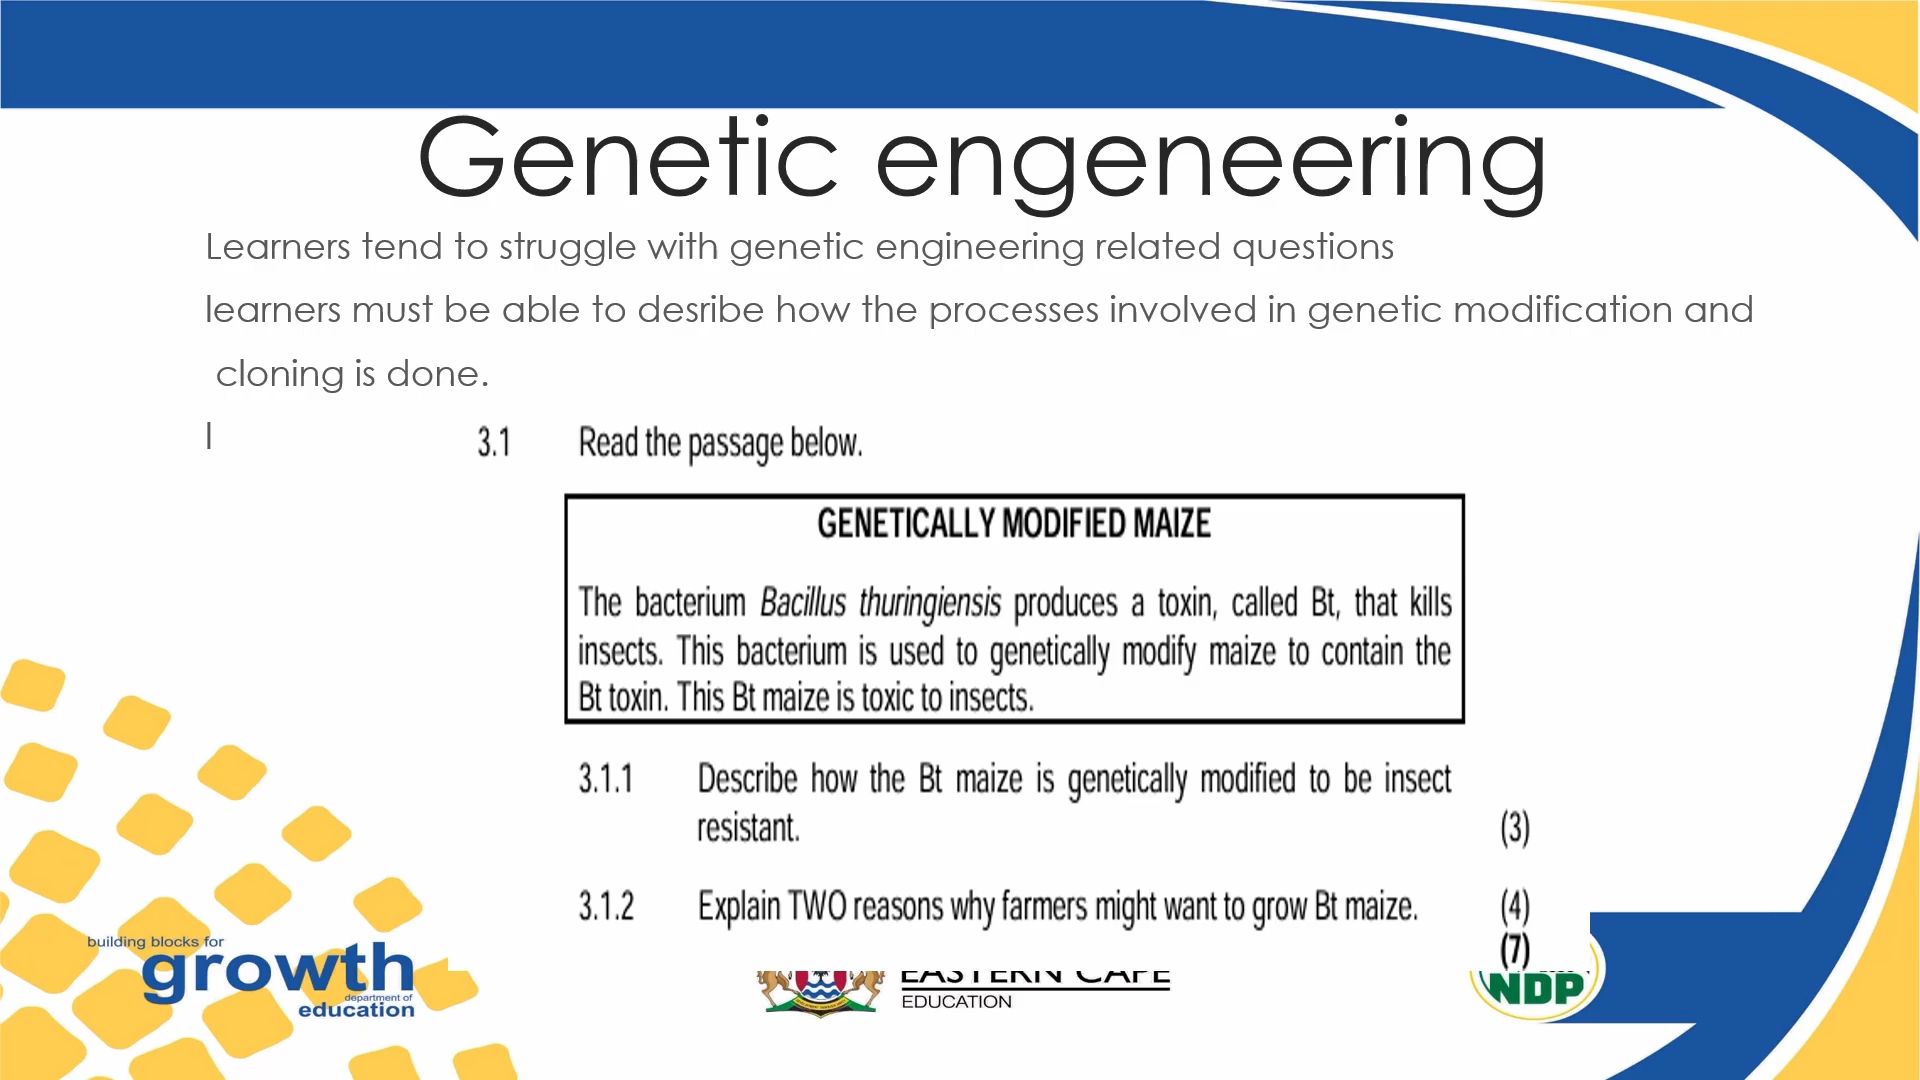 Genetic engeneering
Learners tend to struggle with genetic engineering related questions
learners must be able to desribe how the processes involved in genetic modification and
cloning is done.
l
3.1 Read the passage below.
GENETICALLY MODIFIED MAIZE
The bacterium Bacillus thuringiensis produces a toxin, called Bt, that kills
insects. This bacterium is used to genetically modify maize to contain the
Bt toxin. This Bt maize is toxic to insects.
3.1.1 Describe how the Bt maize is genetically modified to be insect
resistant. (3)
3.1.2 Explain TWO reasons why farmers might want to grow Bt maize. (4)
(7)
building blocks for
growth
department of
education
EASTERN CAPE
EDUCATION
NDP